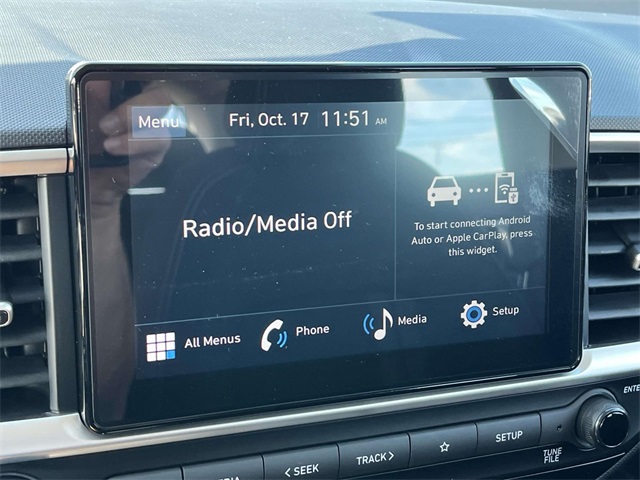 Menu
Fri, Oct. 17 11:51 AM
Radio/Media Off
To start connecting Android
Auto or Apple CarPlay, press
this widget.
All Menus
Phone
Media
Setup
< SEEK
TRACK >
☆
SETUP
TUNE
FILE